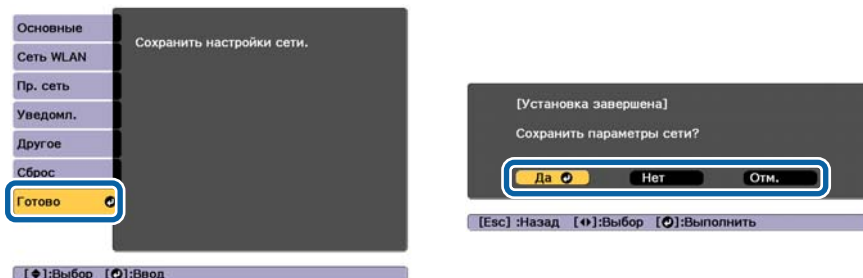 Основные
Сеть WLAN
Пр. сеть
Уведомл.
Другое
Сброс
Готово
Сохранить настройки сети.
[◆]:Выбор [⏎]:Ввод
[Установка завершена]
Сохранить параметры сети?
Да Нет Отм.
[Esc] :Назад [◆]:Выбор [⏎]:Выполнить